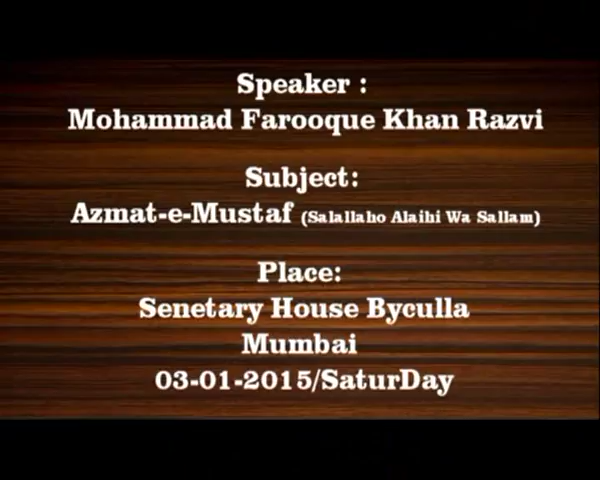 Speaker :
Mohammad Farooque Khan Razvi
Subject:
Azmat-e-Mustaf (Salallaho Alaihi Wa Sallam)
Place:
Senetary House Byculla
Mumbai
03-01-2015/SaturDay